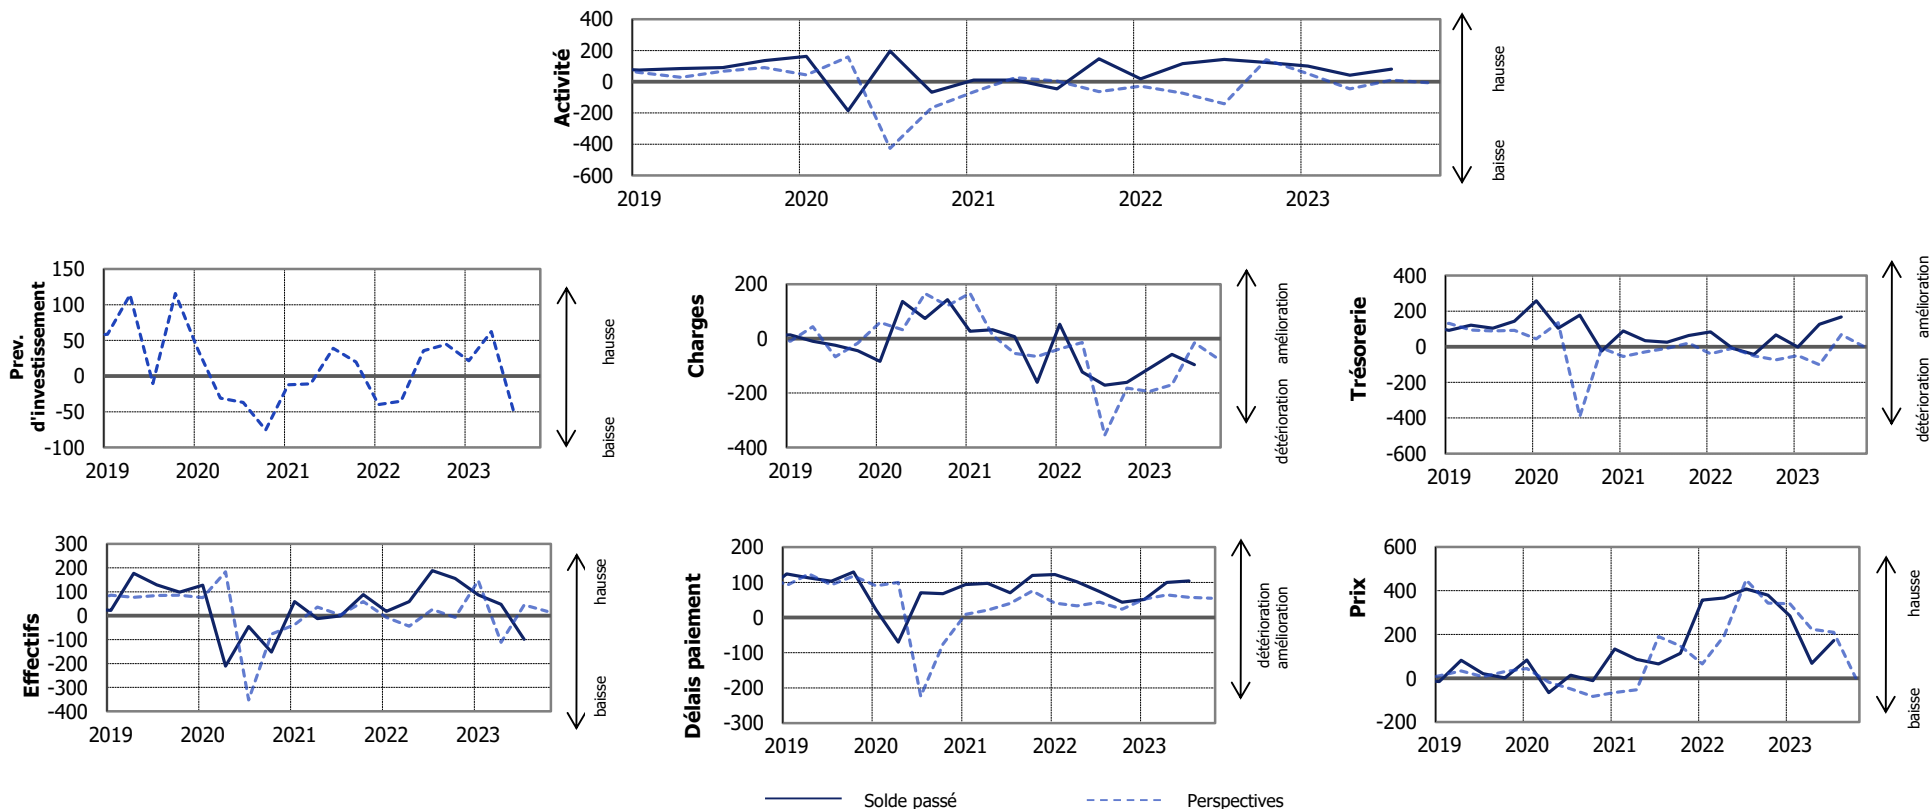 Activité
400
200
0
-200
-400
-600
2019 2020 2021 2022 2023
hausse
baisse
Prev.
d'investissement
150
100
50
0
-50
-100
2019 2020 2021 2022 2023
hausse
baisse
Charges
200
0
-200
-400
2019 2020 2021 2022 2023
amélioration
détérioration
Trésorerie
400
200
0
-200
-400
-600
2019 2020 2021 2022 2023
amélioration
détérioration
Effectifs
300
200
100
0
-100
-200
-300
-400
2019 2020 2021 2022 2023
hausse
baisse
Délais paiement
200
100
0
-100
-200
-300
2019 2020 2021 2022 2023
détérioration
amélioration
Prix
600
400
200
0
-200
2019 2020 2021 2022 2023
hausse
baisse
Solde passé Perspectives